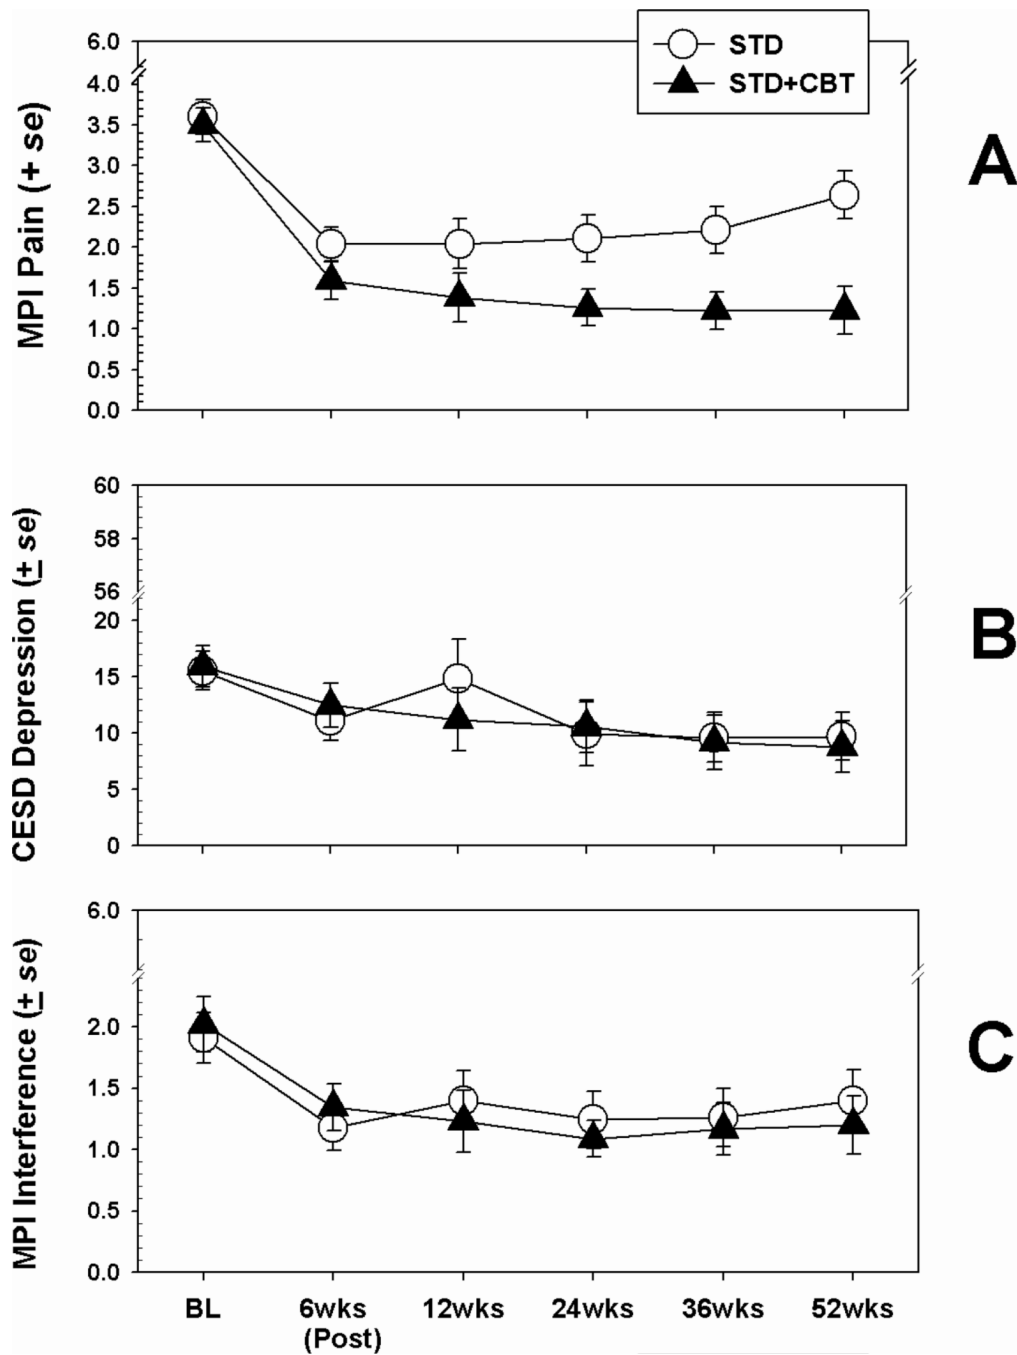 STD
STD+CBT
MPI Pain (+ se)
6.0
4.0
3.5
3.0
2.5
2.0
1.5
1.0
0.5
0.0
A
CESD Depression (± se)
60
58
56
20
15
10
5
0
B
MPI Interference (± se)
6.0
2.0
1.5
1.0
0.5
0.0
C
BL 6wks 12wks 24wks 36wks 52wks
(Post)